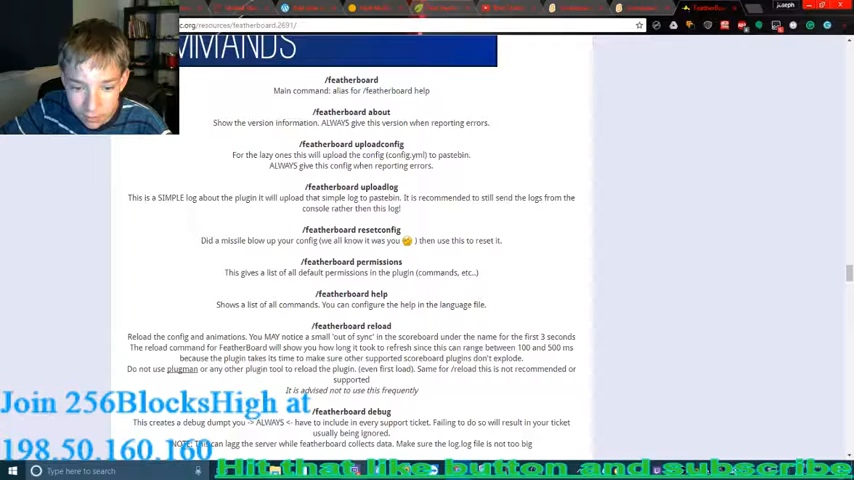 joseph
c.org/resources/featherboard.2691/
MMANDS
/featherboard
Main command: alias for /featherboard help
/featherboard about
Show the version information. ALWAYS give this version when reporting errors.
/featherboard uploadconfig
For the lazy ones this will upload the config (config.yml) to pastebin.
ALWAYS give this config when reporting errors.
/featherboard uploadlog
This is a SIMPLE log about the plugin it will upload that simple log to pastebin. It is recommended to still send the logs from the
console rather then this log!
/featherboard resetconfig
Did a missile blow up your config (we all know it was you ) then use this to reset it.
/featherboard permissions
This gives a list of all default permissions in the plugin (commands, etc..)
/featherboard help
Shows a list of all commands. You can configure the help in the language file.
/featherboard reload
Reload the config and animations. You MAY notice a small 'out of sync' in the scoreboard under the name for the first 3 seconds
The reload command for FeatherBoard will show you how long it took to refresh since this can range between 100 and 500 ms
because the plugin takes its time to make sure other supported scoreboard plugins don't explode.
Do not use plugman or any other plugin tool to reload the plugin. (even first load). Same for /reload this is not recommended or
supported
It is advised not to use this frequently
/featherboard debug
This creates a debug dumpt you -> ALWAYS <- have to include in every support ticket. Failing to do so will result in your ticket
usually being ignored.
can lagg the server while featherboard collects data. Make sure the log.log file is not too big
Join 256BlocksHigh at
198.50.160.160
Type here to search
Hit that like button and subscribe